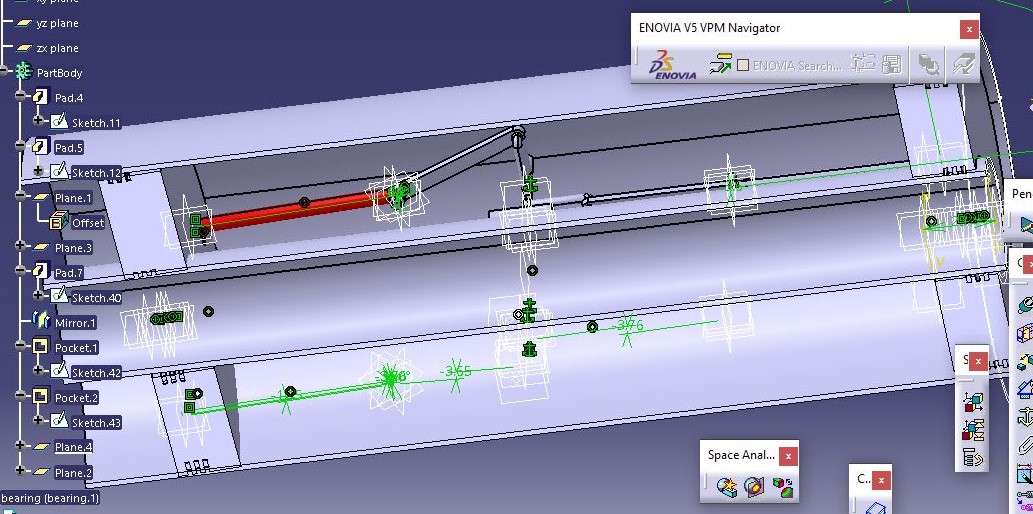 xy plane
yz plane
zx plane
PartBody
Pad.4
Sketch.11
Pad.5
Sketch.12
Plane.1
Offset
Plane.3
Pad.7
Sketch.40
Mirror.1
Pocket.1
Sketch.42
Pocket.2
Sketch.43
Plane.4
Plane.2
bearing (bearing.1)
ENOVIA V5 VPM Navigator
ENOVIA
ENOVIA Search...
Pen
C
S
y
-3.76
-3.55
Space Anal...
C..